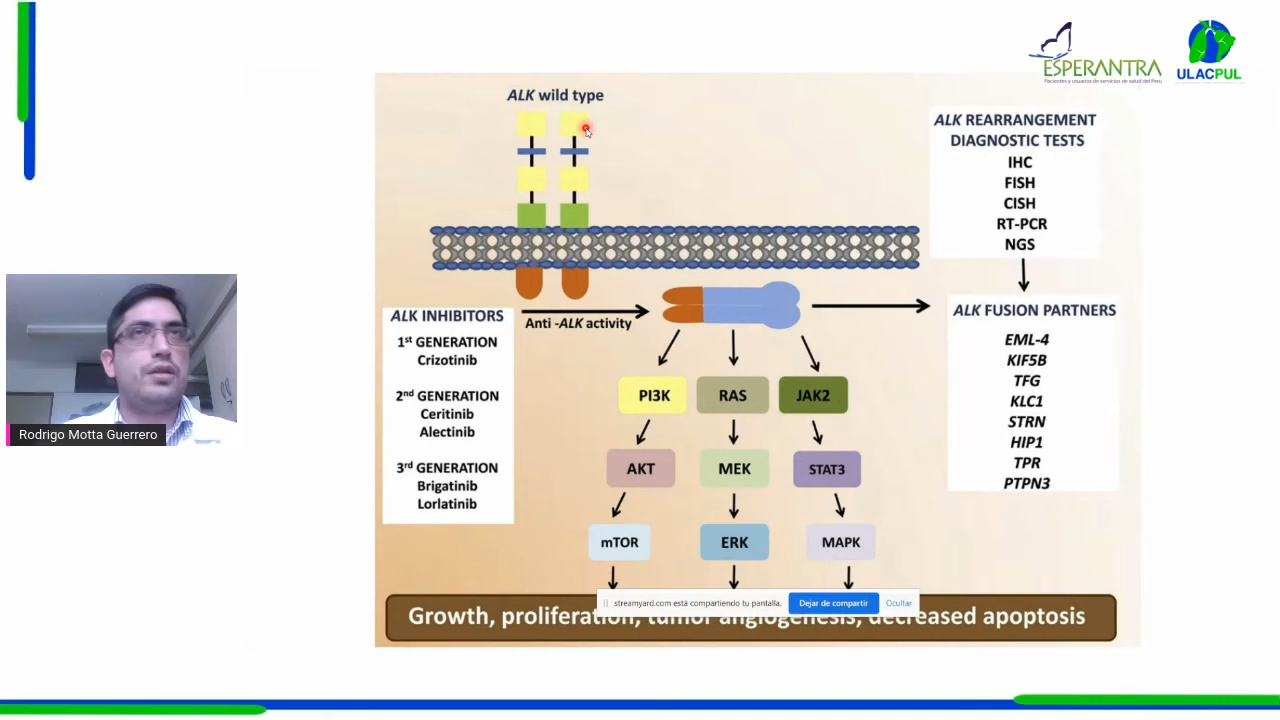 ESPERANTRA
Pacientes y usuarios de servicios de salud del Perú
ULACPUL
ALK wild type
ALK REARRANGEMENT
DIAGNOSTIC TESTS
IHC
FISH
CISH
RT-PCR
NGS
ALK INHIBITORS
1st GENERATION
Crizotinib
2nd GENERATION
Ceritinib
Alectinib
3rd GENERATION
Brigatinib
Lorlatinib
Anti -ALK activity
ALK FUSION PARTNERS
EML-4
KIF5B
TFG
KLC1
STRN
HIP1
TPR
PTPN3
PI3K
RAS
JAK2
AKT
MEK
STAT3
mTOR
ERK
MAPK
streamyard.com está compartiendo tu pantalla.
Dejar de compartir
Ocultar
Growth, proliferation, tumor angiogenesis, decreased apoptosis
Rodrigo Motta Guerrero